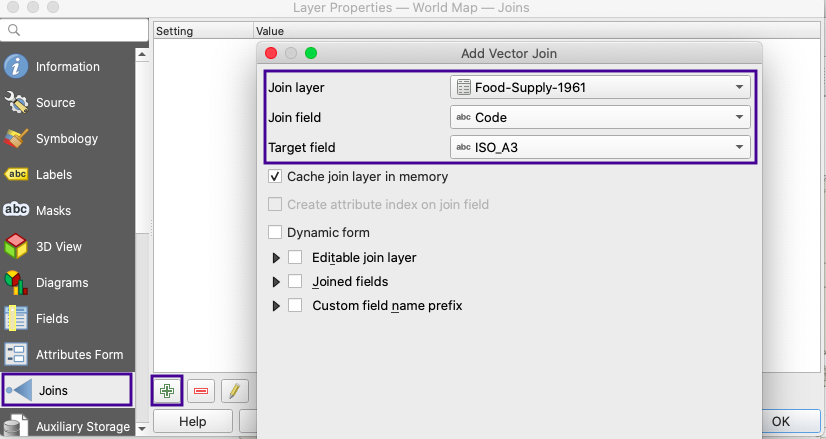 Layer Properties — World Map — Joins
Setting Value
Information
Source
Symbology
abc Labels
abc Masks
3D View
Diagrams
Fields
Attributes Form
Joins
Auxiliary Storage
Add Vector Join
Join layer Food-Supply-1961
Join field abc Code
Target field abc ISO_A3
Cache join layer in memory
Create attribute index on join field
Dynamic form
Editable join layer
Joined fields
Custom field name prefix
Help OK